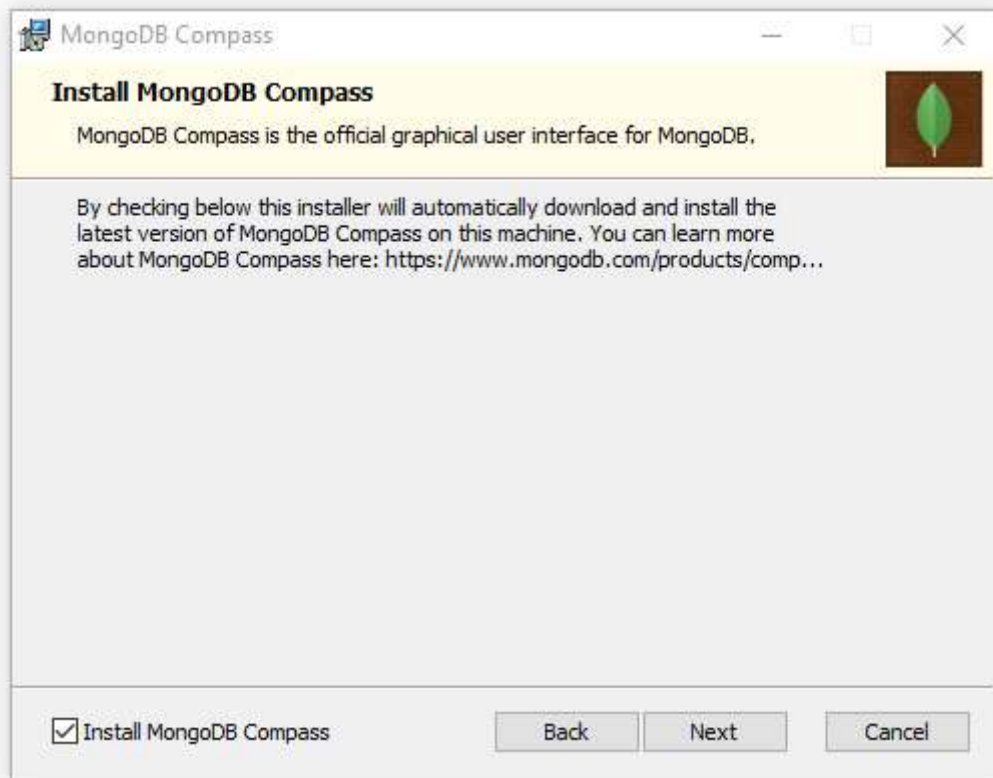 MongoDB Compass
Install MongoDB Compass
MongoDB Compass is the official graphical user interface for MongoDB.
By checking below this installer will automatically download and install the
latest version of MongoDB Compass on this machine. You can learn more
about MongoDB Compass here: https://www.mongodb.com/products/comp...
Install MongoDB Compass
Back
Next
Cancel